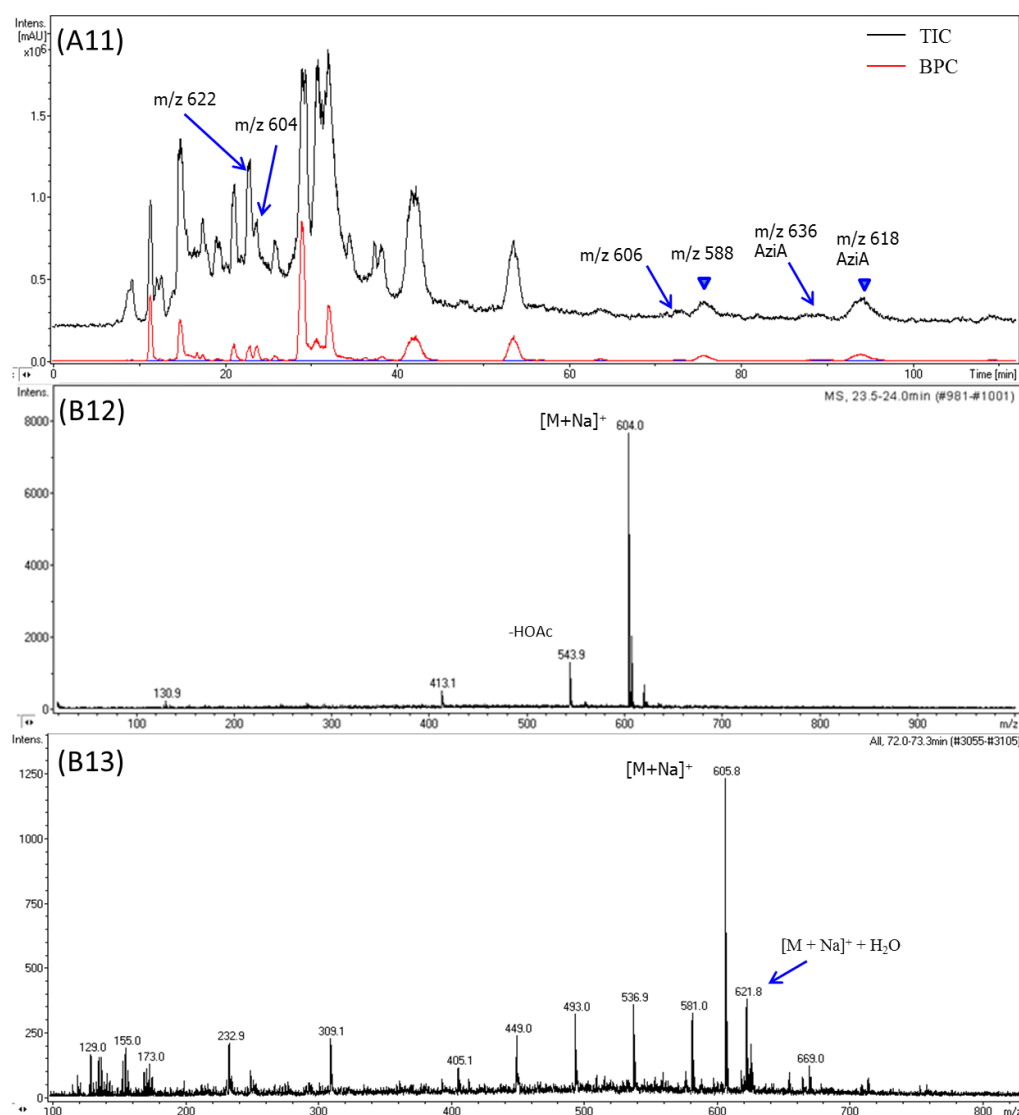 Intens.
[mAU]
x10⁶
(A11)
TIC
BPC
m/z 622
m/z 604
1.5
1.0
m/z 606
m/z 588
m/z 636
AziA
m/z 618
AziA
0.5
0.0
0 20 40 60 80 100 Time [min]
Intens.
(B12)
MS, 23.5-24.0min (#981-#1001)
[M+Na]⁺
604.0
8000
6000
4000
2000
-HOAc
543.9
413.1
130.9
0
100 200 300 400 500 600 700 800 900 m/z
Intens.
(B13)
All, 72.0-73.3min (#3055-#3105)
[M+Na]⁺
605.8
1250
1000
[M + Na]⁺ + H₂O
750
500
621.8
536.9
493.0
581.0
449.0
309.1
232.9
250
155.0
129.0
173.0
405.1
669.0
0
100 200 300 400 500 600 700 800